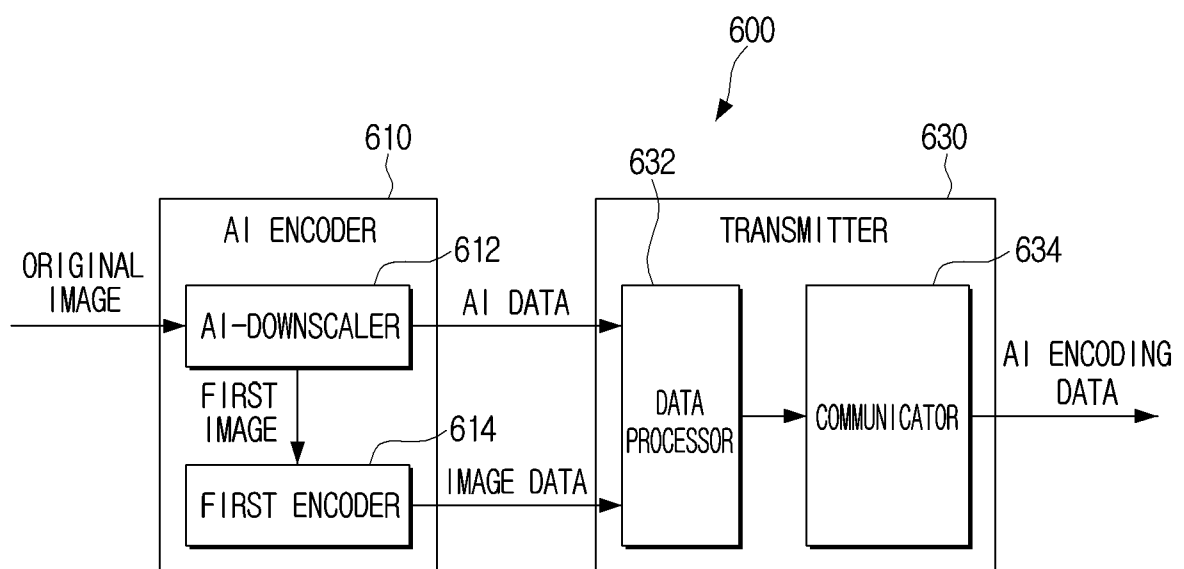 600
610
632
630
AI ENCODER
TRANSMITTER
612
634
ORIGINAL
IMAGE
AI-DOWNSCALER
AI DATA
AI ENCODING
DATA
FIRST
IMAGE
DATA
PROCESSOR
COMMUNICATOR
614
FIRST ENCODER
IMAGE DATA